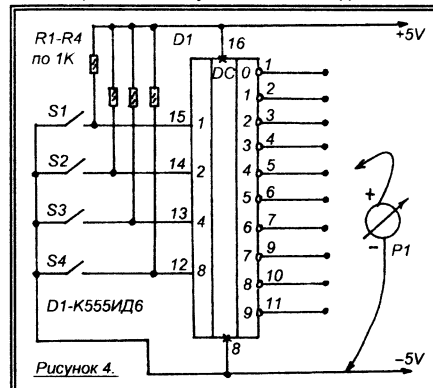 R1-R4 D1 16 +5V
по 1К
DC 0 1
1 2
S1 15 1 2 3
3 4
S2 14 2 4 5
5 6 +
S3 13 4 6 7 P1
7 9 −
S4 12 8 8 10
9 11
D1-К555ИД6
8
Рисунок 4. −5V